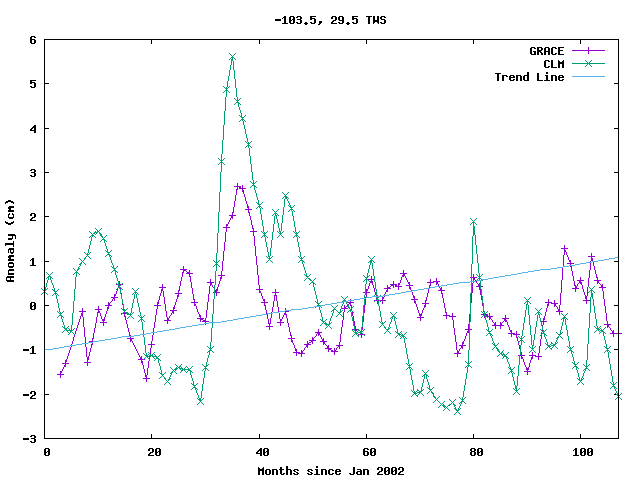 -103.5, 29.5 TWS
GRACE
CLM
Trend Line
6
5
4
3
2
1
0
-1
-2
-3
Anomaly (cm)
0 20 40 60 80 100
Months since Jan 2002